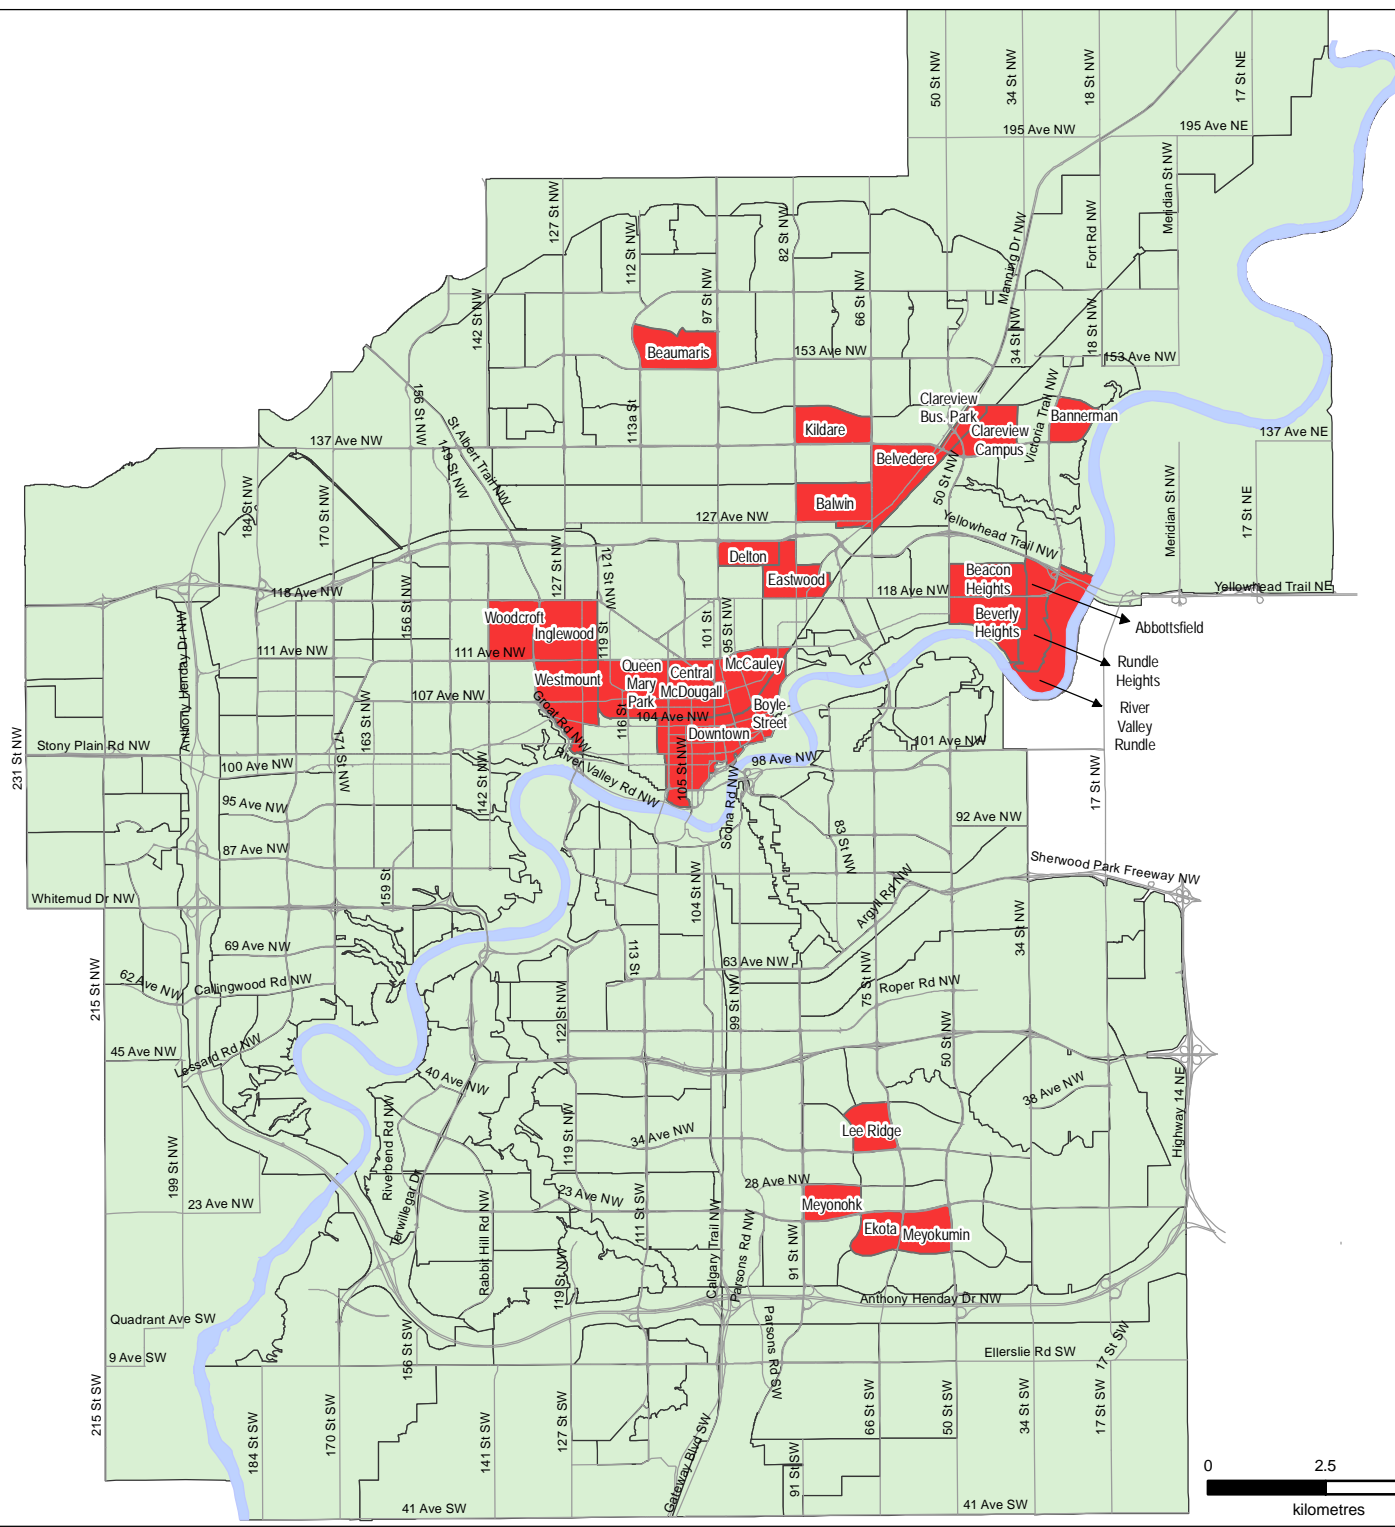 50 St NW
34 St NW
18 St NW
17 St NE
195 Ave NW
195 Ave NE
Meridian St NW
127 St NW
112 St NW
82 St NW
Manning Dr NW
Fort Rd NW
97 St NW
66 St NW
142 St NW
34 St NW
18 St NW
Beaumaris
153 Ave NW
153 Ave NW
156 St NW
113a St
Clareview
Bus. Park
Victoria Trail NW
Bannerman
St Albert Trail NW
Kildare
Clareview
Campus
137 Ave NW
137 Ave NE
149 St NW
Belvedere
50 St NW
184 St NW
170 St NW
Balwin
Meridian St NW
17 St NE
127 Ave NW
Yellowhead Trail NW
127 St NW
121 St NW
Delton
Eastwood
Beacon
Heights
118 Ave NW
118 Ave NW
Yellowhead Trail NE
156 St NW
Woodcroft
Inglewood
119 St
101 St
95 St NW
Beverly
Heights
Abbottsfield
Anthony Henday Dr NW
111 Ave NW
111 Ave NW
Queen
Mary
Park
Central
McDougall
McCauley
Rundle
Heights
Westmount
107 Ave NW
163 St NW
Groat Rd NW
116 St
104 Ave NW
Boyle
Street
River
Valley
Rundle
Downtown
231 St NW
Stony Plain Rd NW
171 St NW
101 Ave NW
100 Ave NW
142 St NW
River Valley Rd NW
105 St NW
98 Ave NW
17 St NW
95 Ave NW
Scona Rd NW
83 St NW
92 Ave NW
87 Ave NW
159 St
104 St NW
Argyll Rd NW
Sherwood Park Freeway NW
Whitemud Dr NW
34 St NW
69 Ave NW
113 St
63 Ave NW
215 St NW
62 Ave NW
Callingwood Rd NW
122 St NW
99 St NW
75 St NW
Roper Rd NW
50 St NW
45 Ave NW
Lessard Rd NW
40 Ave NW
38 Ave NW
Highway 14 NE
Riverbend Rd NW
119 St NW
34 Ave NW
Lee Ridge
199 St NW
23 Ave NW
Terwillegar Dr
Rabbit Hill Rd NW
23 Ave NW
111 St SW
28 Ave NW
Meyonohk
Calgary Trail NW
Parsons Rd NW
91 St NW
Ekota
Meyokumin
119 St NW
Anthony Henday Dr NW
Quadrant Ave SW
9 Ave SW
156 St SW
Parsons Rd SW
Ellerslie Rd SW
17 St SW
215 St SW
184 St SW
170 St SW
141 St SW
127 St SW
Gateway Blvd SW
91 St SW
66 St SW
50 St SW
34 St SW
17 St SW
41 Ave SW
41 Ave SW
0
2.5
kilometres